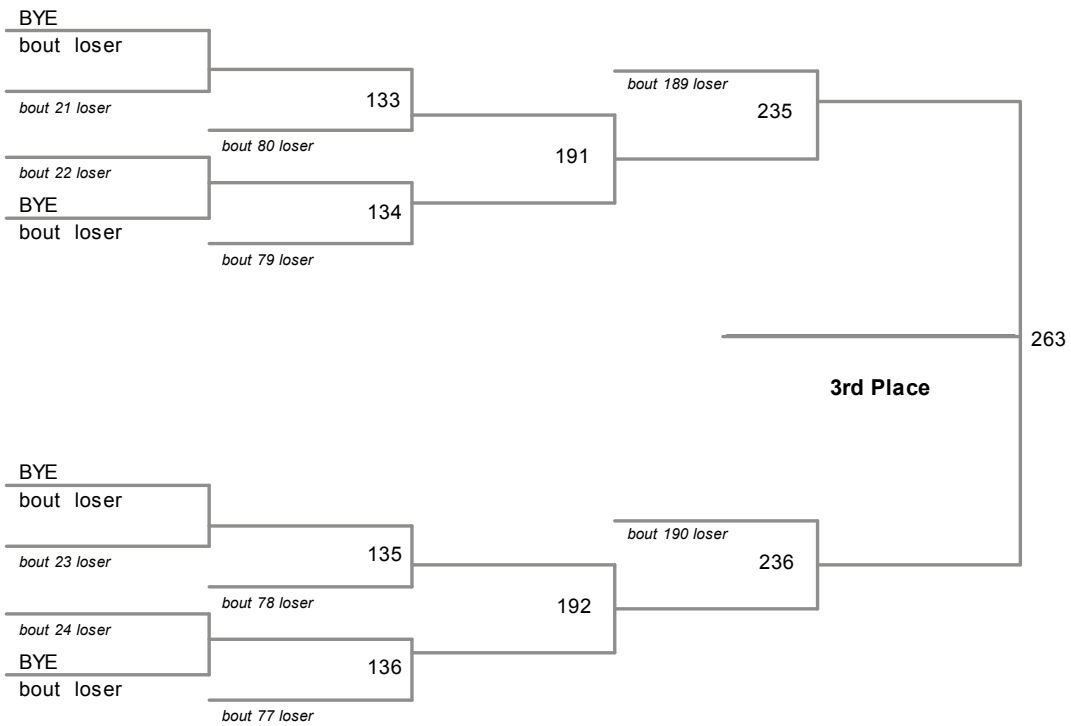 BYE
bout loser
bout 21 loser
133
bout 80 loser
bout 22 loser
BYE
bout loser
134
bout 79 loser
191
bout 189 loser
235
263
3rd Place
BYE
bout loser
bout 23 loser
135
bout 78 loser
bout 24 loser
BYE
bout loser
136
bout 77 loser
192
bout 190 loser
236